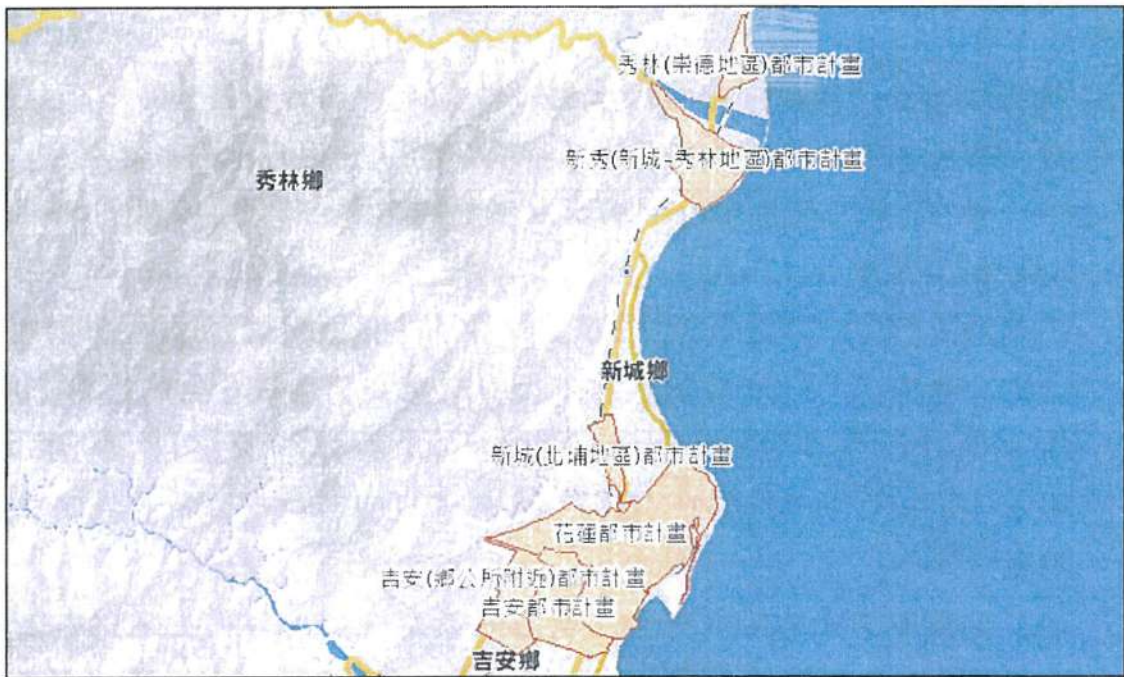 秀林(崇德地區)都市計畫
新秀(新城-秀林地區)都市計畫
秀林鄉
新城鄉
新城(北埔地區)都市計畫
花蓮都市計畫
吉安(鄉公所附近)都市計畫
吉安都市計畫
吉安鄉